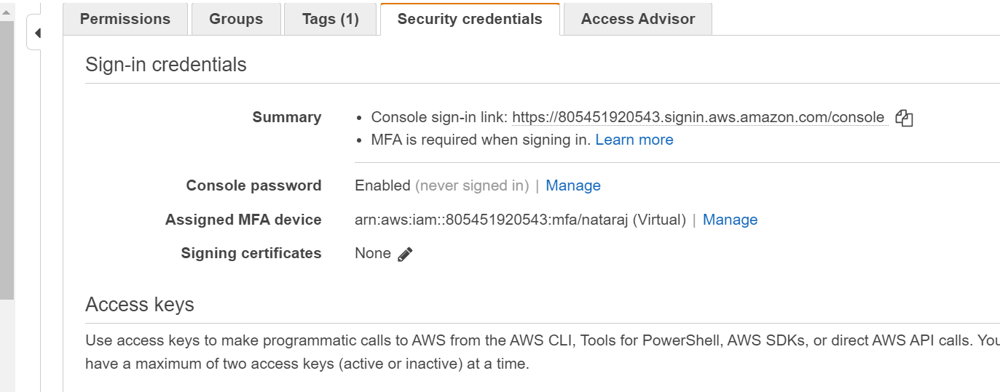 Permissions Groups Tags (1) Security credentials Access Advisor
Sign-in credentials
Summary
Console sign-in link: https://805451920543.signin.aws.amazon.com/console
MFA is required when signing in. Learn more
Console password Enabled (never signed in) | Manage
Assigned MFA device arn:aws:iam::805451920543:mfa/nataraj (Virtual) | Manage
Signing certificates None
Access keys
Use access keys to make programmatic calls to AWS from the AWS CLI, Tools for PowerShell, AWS SDKs, or direct AWS API calls. You
have a maximum of two access keys (active or inactive) at a time.